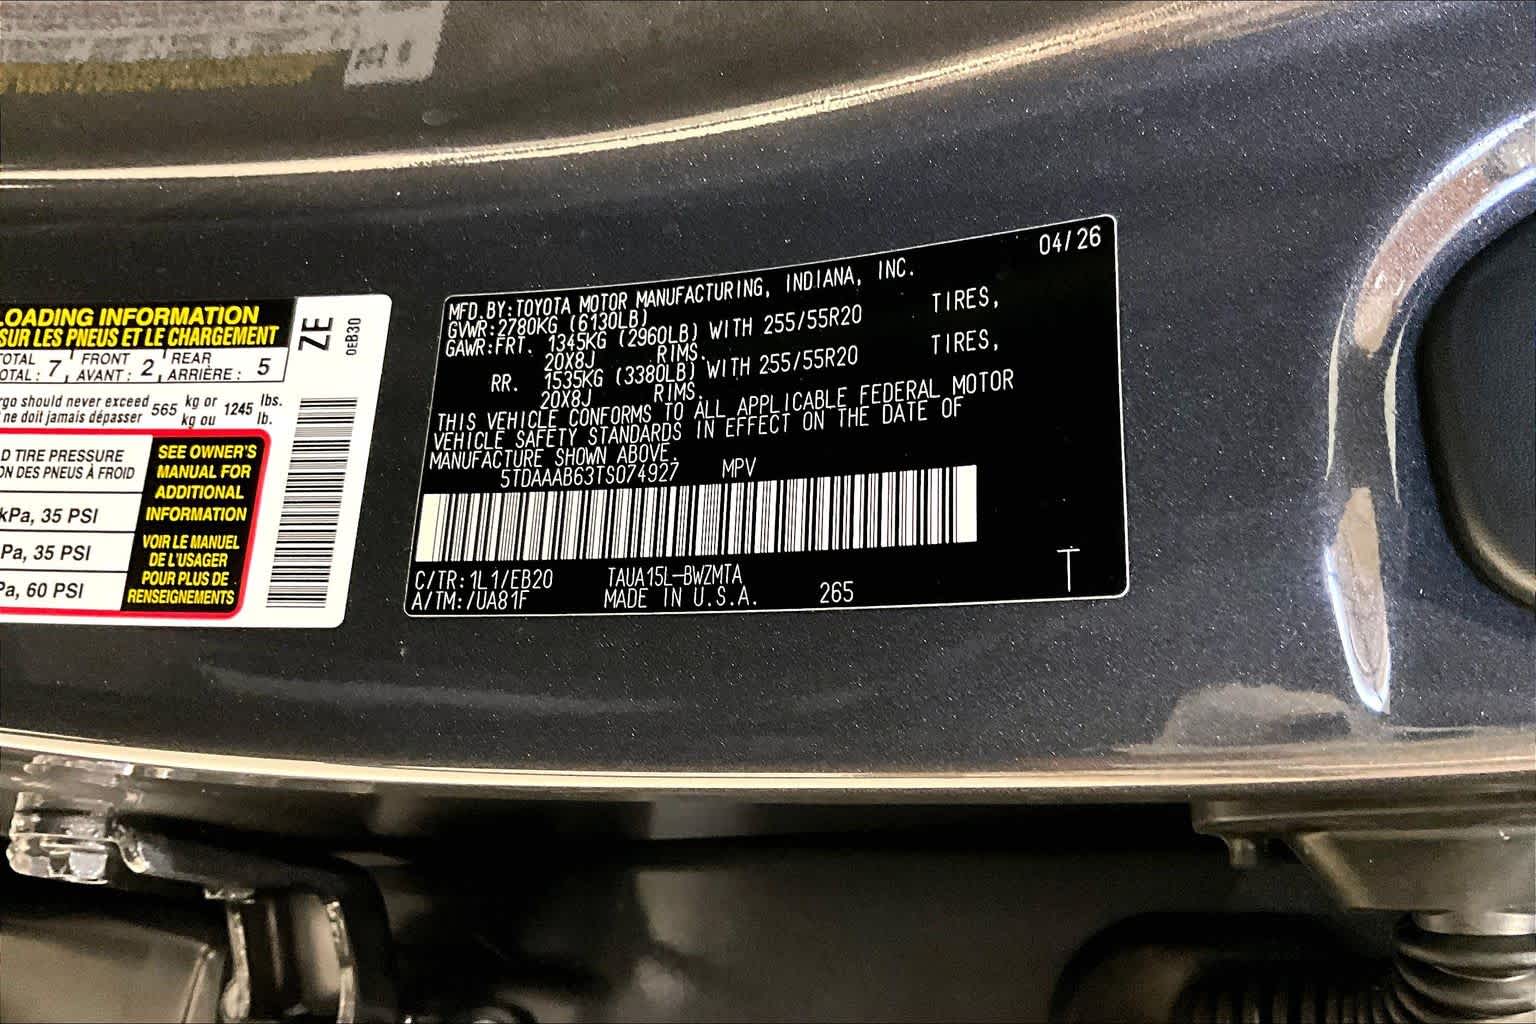 LOADING INFORMATION
SUR LES PNEUS ET LE CHARGEMENT
TOTAL
TOTAL : 7
FRONT
AVANT : 2
REAR
ARRIÈRE : 5
should never exceed 565 kg or 1245 lbs.
ne doit jamais dépasser kg ou lb.
TIRE PRESSURE
DES PNEUS À FROID
kPa, 35 PSI
Pa, 35 PSI
Pa, 60 PSI
SEE OWNER'S
MANUAL FOR
ADDITIONAL
INFORMATION
VOIR LE MANUEL
DE L'USAGER
POUR PLUS DE
RENSEIGNEMENTS
ZE
0EB30
04/26
MFD.BY:TOYOTA MOTOR MANUFACTURING, INDIANA, INC.
GVWR:2780KG (6130LB)
GAWR:FRT. 1345KG (2960LB) WITH 255/55R20 TIRES,
20X8J RIMS.
RR. 1535KG (3380LB) WITH 255/55R20 TIRES,
20X8J RIMS.
THIS VEHICLE CONFORMS TO ALL APPLICABLE FEDERAL MOTOR
VEHICLE SAFETY STANDARDS IN EFFECT ON THE DATE OF
MANUFACTURE SHOWN ABOVE.
5TDAAAB63TS074927 MPV
C/TR:1L1/EB20 TAUA15L-BWZMTA
A/TM:/UA81F MADE IN U.S.A. 265
T